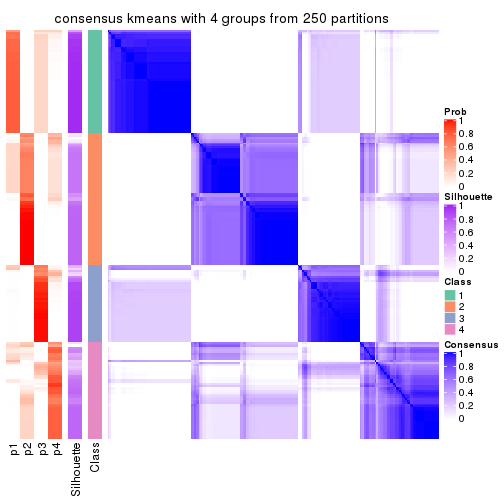 consensus kmeans with 4 groups from 250 partitions
Prob
1
0.8
0.6
0.4
0.2
0
Silhouette
1
0.8
0.6
0.4
0.2
0
Class
1
2
3
4
Consensus
1
0.8
0.6
0.4
0.2
0
p1
p2
p3
p4
Silhouette
Class